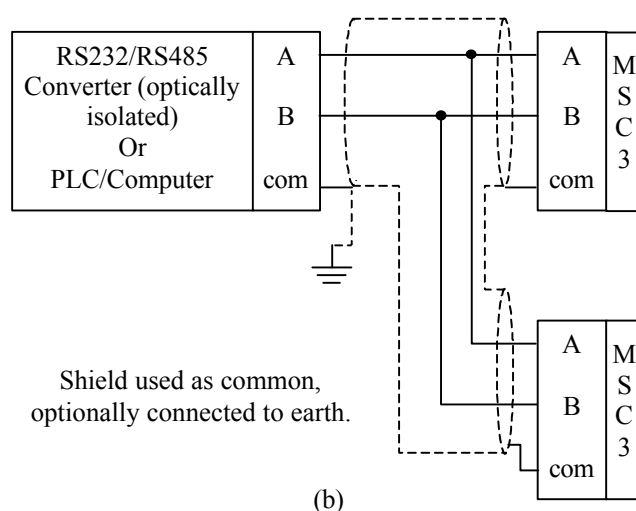 RS232/RS485
Converter (optically
isolated)
Or
PLC/Computer
A
B
com
A
B
com
M
S
C
3
A
B
com
M
S
C
3
Shield used as common,
optionally connected to earth.
(b)